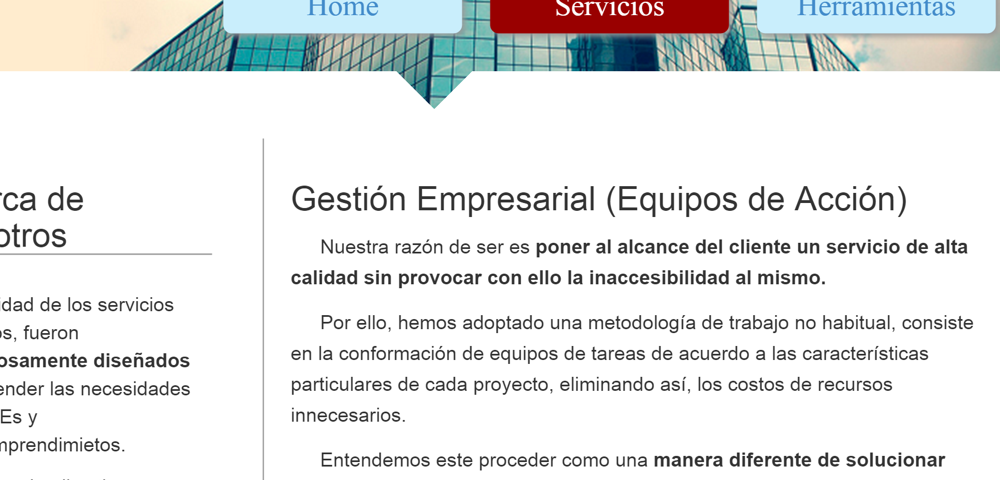 Home
Servicios
Herramientas
rca de
otros
idad de los servicios
os, fueron
osamente diseñados
ender las necesidades
Es y
mprendimietos.
Gestión Empresarial (Equipos de Acción)
Nuestra razón de ser es poner al alcance del cliente un servicio de alta
calidad sin provocar con ello la inaccesibilidad al mismo.
Por ello, hemos adoptado una metodología de trabajo no habitual, consiste
en la conformación de equipos de tareas de acuerdo a las características
particulares de cada proyecto, eliminando así, los costos de recursos
innecesarios.
Entendemos este proceder como una manera diferente de solucionar